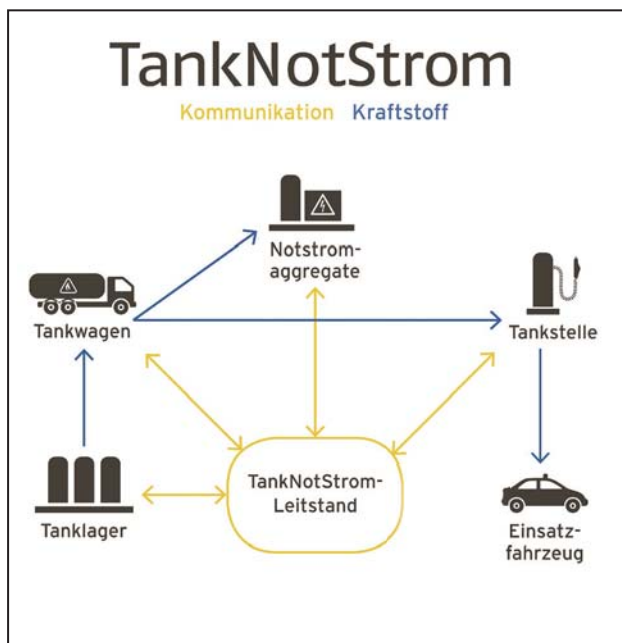 TankNotStrom
Kommunikation Kraftstoff
Notstrom-
aggregate
Tankwagen
Tankstelle
TankNotStrom-
Leitstand
Tanklager
Einsatz-
fahrzeug